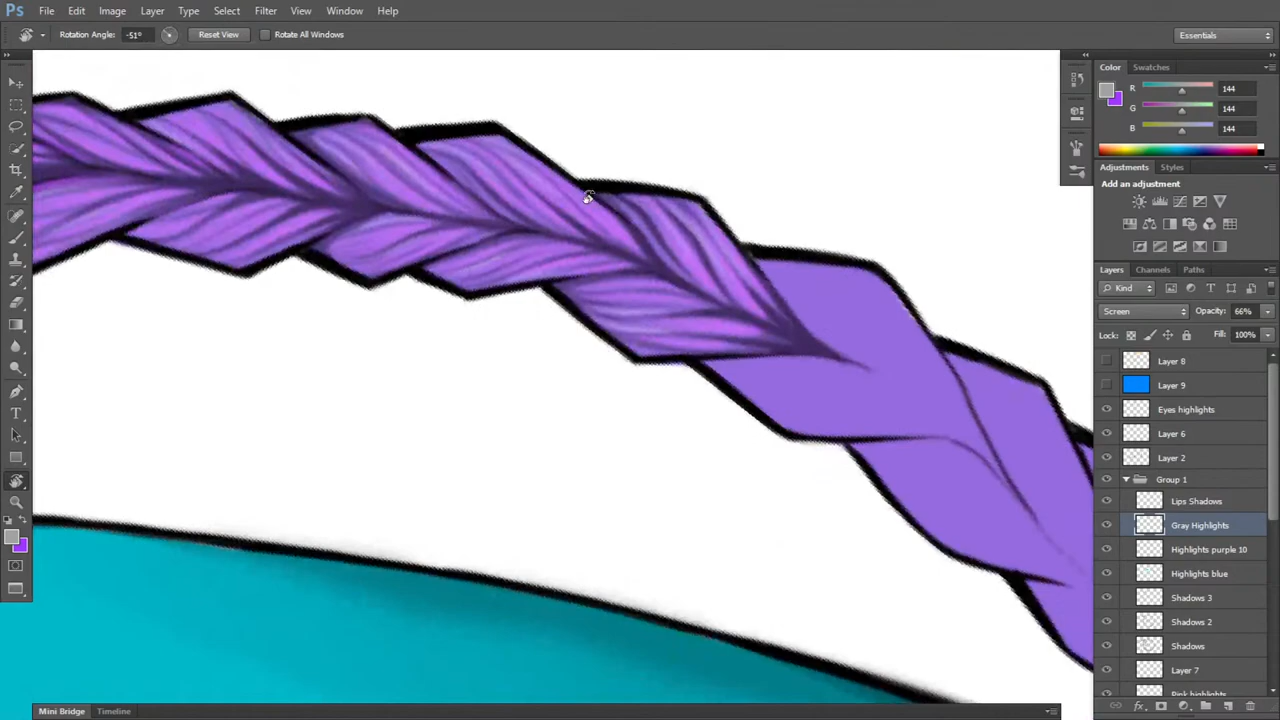 Ps File Edit Image Layer Type Select Filter View Window Help
Rotation Angle: -51° Reset View Rotate All Windows Essentials
Color Swatches
R 144
G 144
B 144
Adjustments Styles
Add an adjustment
Layers Channels Paths
Kind
Screen Opacity: 66%
Lock: Fill: 100%
Layer 8
Layer 9
Eyes highlights
Layer 6
Layer 2
Group 1
Lips Shadows
Gray Highlights
Highlights purple 10
Highlights blue
Shadows 3
Shadows 2
Shadows
Layer 7
Pink highlights
Mini Bridge Timeline